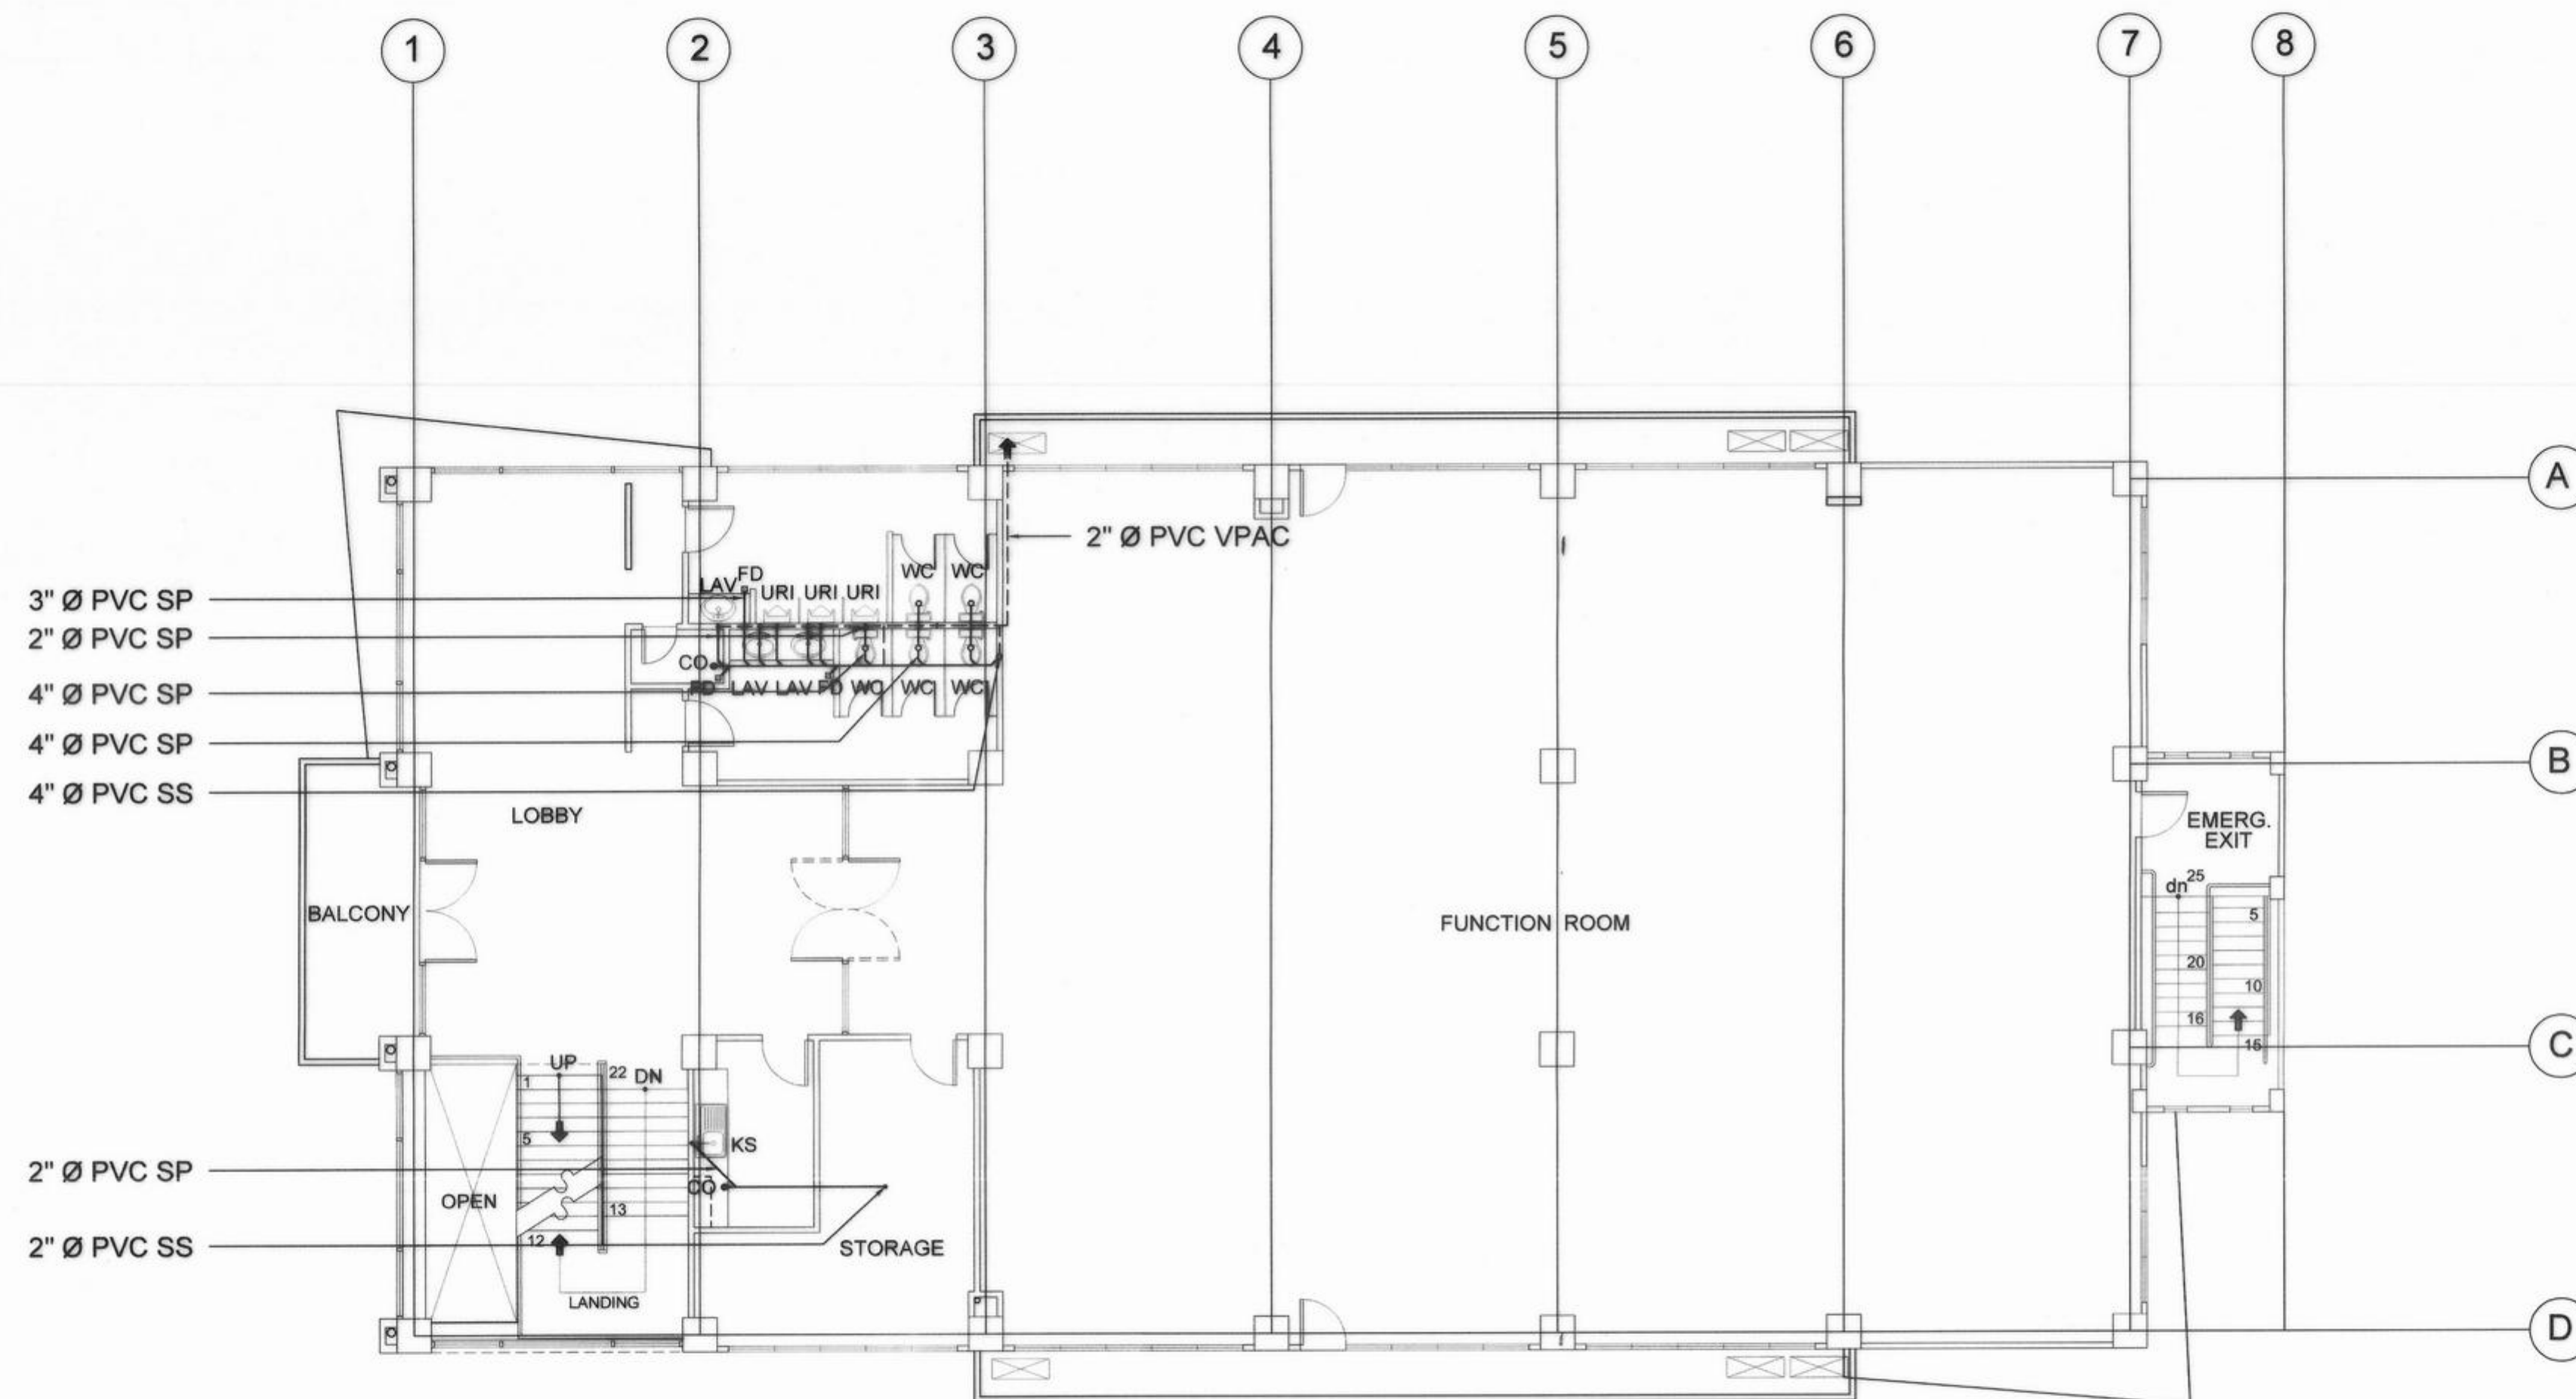 1 2 3 4 5 6 7 8
A
2" Ø PVC VPAC
WC WC
FD
LAV URI URI URI
3" Ø PVC SP
2" Ø PVC SP
CO
FD LAV LAV FD WC WC WC
4" Ø PVC SP
4" Ø PVC SP
4" Ø PVC SS
B
LOBBY
EMERG.
EXIT
BALCONY
FUNCTION ROOM
dn 25
5
20
10
16
15
C
UP
1
22 DN
5
KS
2" Ø PVC SP
CO
OPEN
13
12
2" Ø PVC SS
STORAGE
LANDING
D